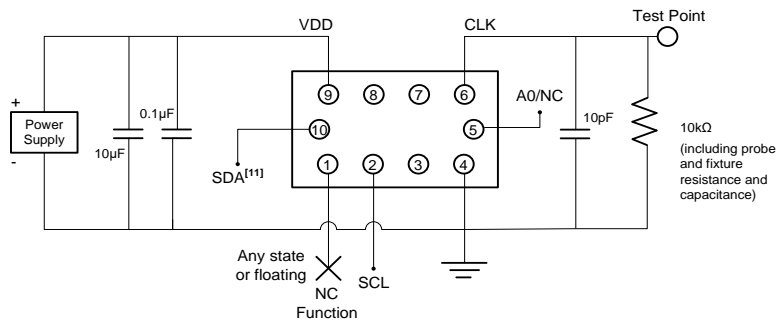 VDD
CLK
Test Point
+
Power
Supply
-
10µF
0.1µF
9
8
7
6
10
5
1
2
3
4
A0/NC
SDA[11]
10pF
10kΩ
(including probe
and fixture
resistance and
capacitance)
Any state
or floating
NC
Function
SCL